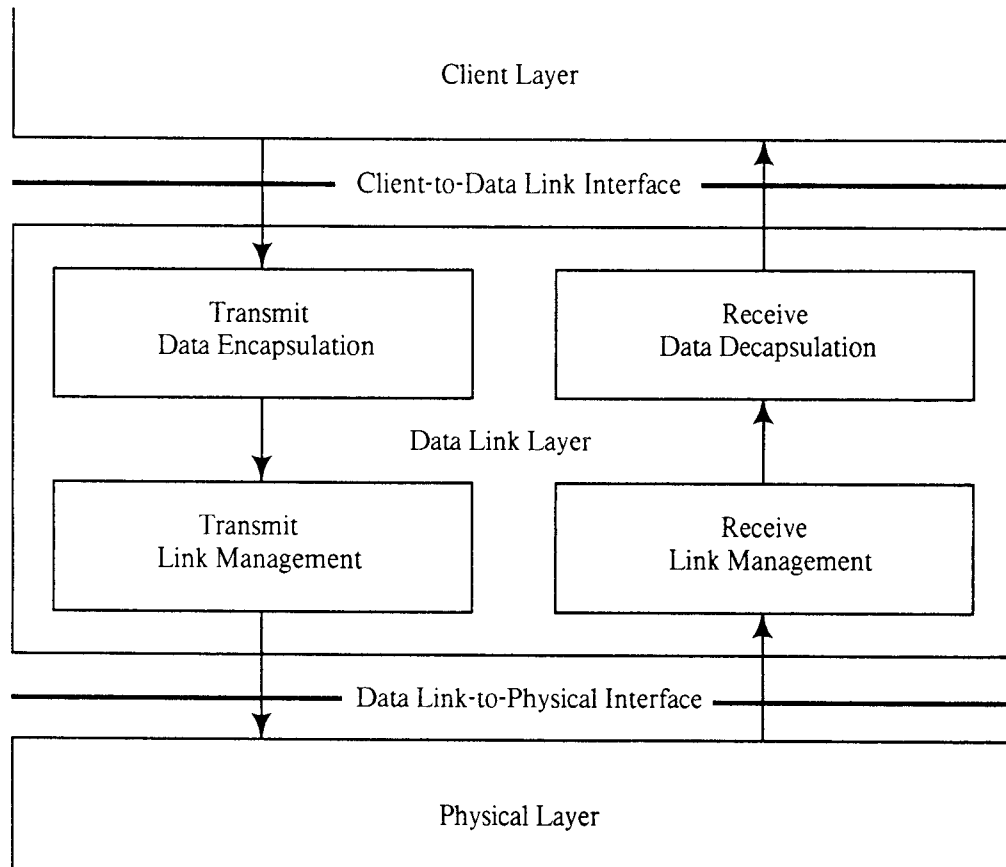 Client Layer
Client-to-Data Link Interface
Transmit
Data Encapsulation
Receive
Data Decapsulation
Data Link Layer
Transmit
Link Management
Receive
Link Management
Data Link-to-Physical Interface
Physical Layer